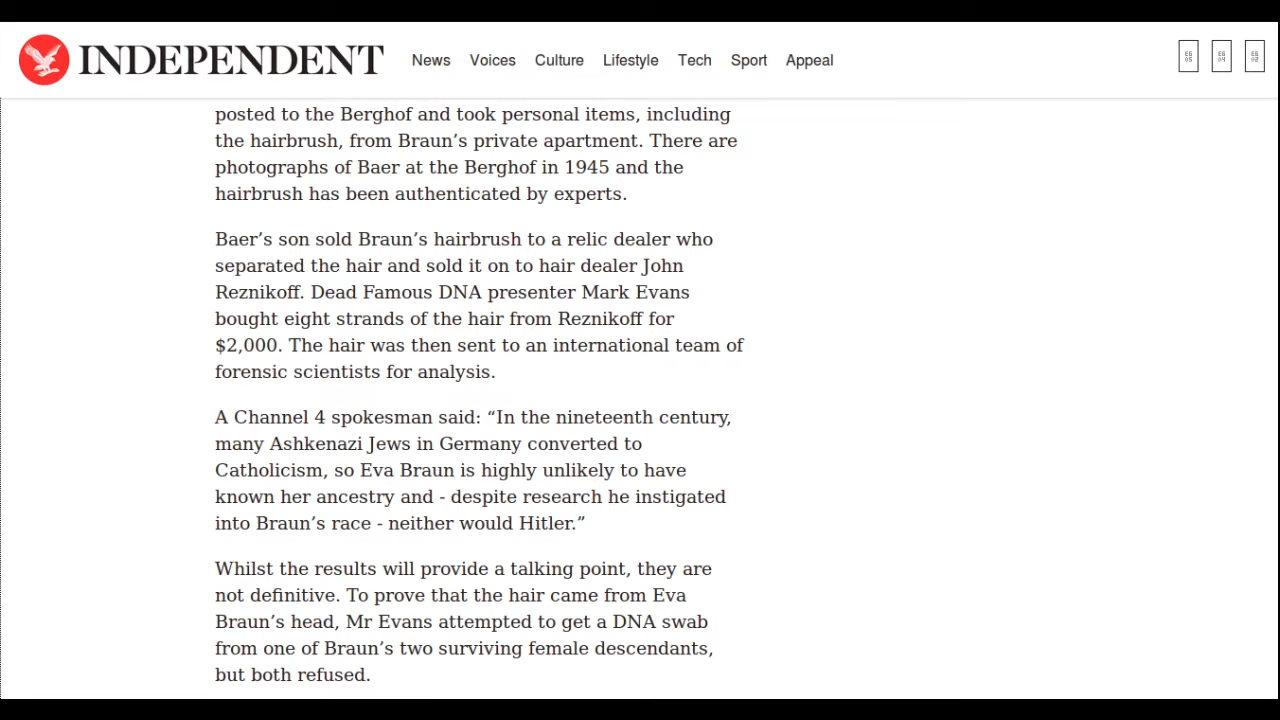 INDEPENDENT
News Voices Culture Lifestyle Tech Sport Appeal
posted to the Berghof and took personal items, including
the hairbrush, from Braun’s private apartment. There are
photographs of Baer at the Berghof in 1945 and the
hairbrush has been authenticated by experts.
Baer’s son sold Braun’s hairbrush to a relic dealer who
separated the hair and sold it on to hair dealer John
Reznikoff. Dead Famous DNA presenter Mark Evans
bought eight strands of the hair from Reznikoff for
$2,000. The hair was then sent to an international team of
forensic scientists for analysis.
A Channel 4 spokesman said: “In the nineteenth century,
many Ashkenazi Jews in Germany converted to
Catholicism, so Eva Braun is highly unlikely to have
known her ancestry and - despite research he instigated
into Braun’s race - neither would Hitler.”
Whilst the results will provide a talking point, they are
not definitive. To prove that the hair came from Eva
Braun’s head, Mr Evans attempted to get a DNA swab
from one of Braun’s two surviving female descendants,
but both refused.